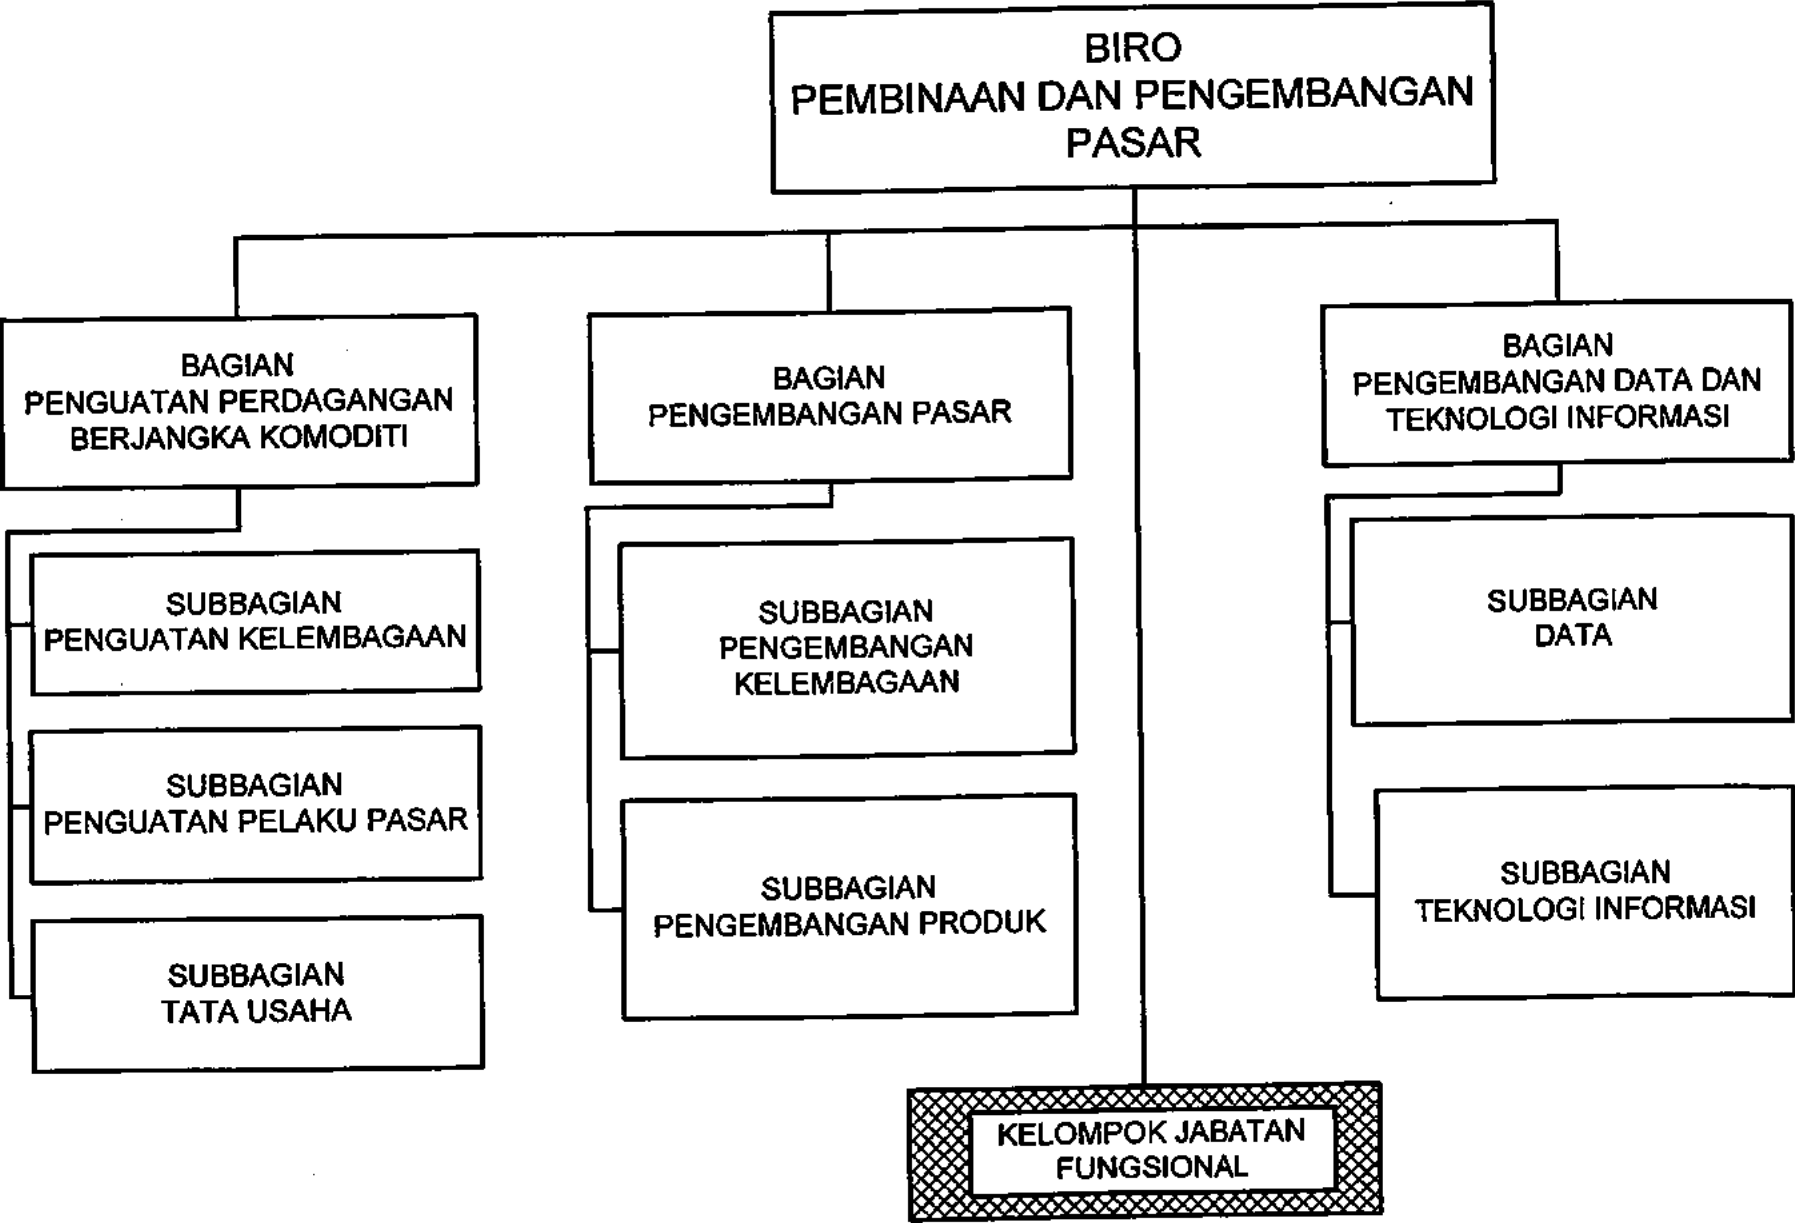 BIRO
PEMBINAAN DAN PENGEMBANGAN
PASAR
BAGIAN
PENGUATAN PERDAGANGAN
BERJANGKA KOMODITI
SUBBAGIAN
PENGUATAN KELEMBAGAAN
SUBBAGIAN
PENGUATAN PELAKU PASAR
SUBBAGIAN
TATA USAHA
BAGIAN
PENGEMBANGAN PASAR
SUBBAGIAN
PENGEMBANGAN
KELEMBAGAAN
SUBBAGIAN
PENGEMBANGAN PRODUK
BAGIAN
PENGEMBANGAN DATA DAN
TEKNOLOGI INFORMASI
SUBBAGIAN
DATA
SUBBAGIAN
TEKNOLOGI INFORMASI
KELOMPOK JABATAN
FUNGSIONAL